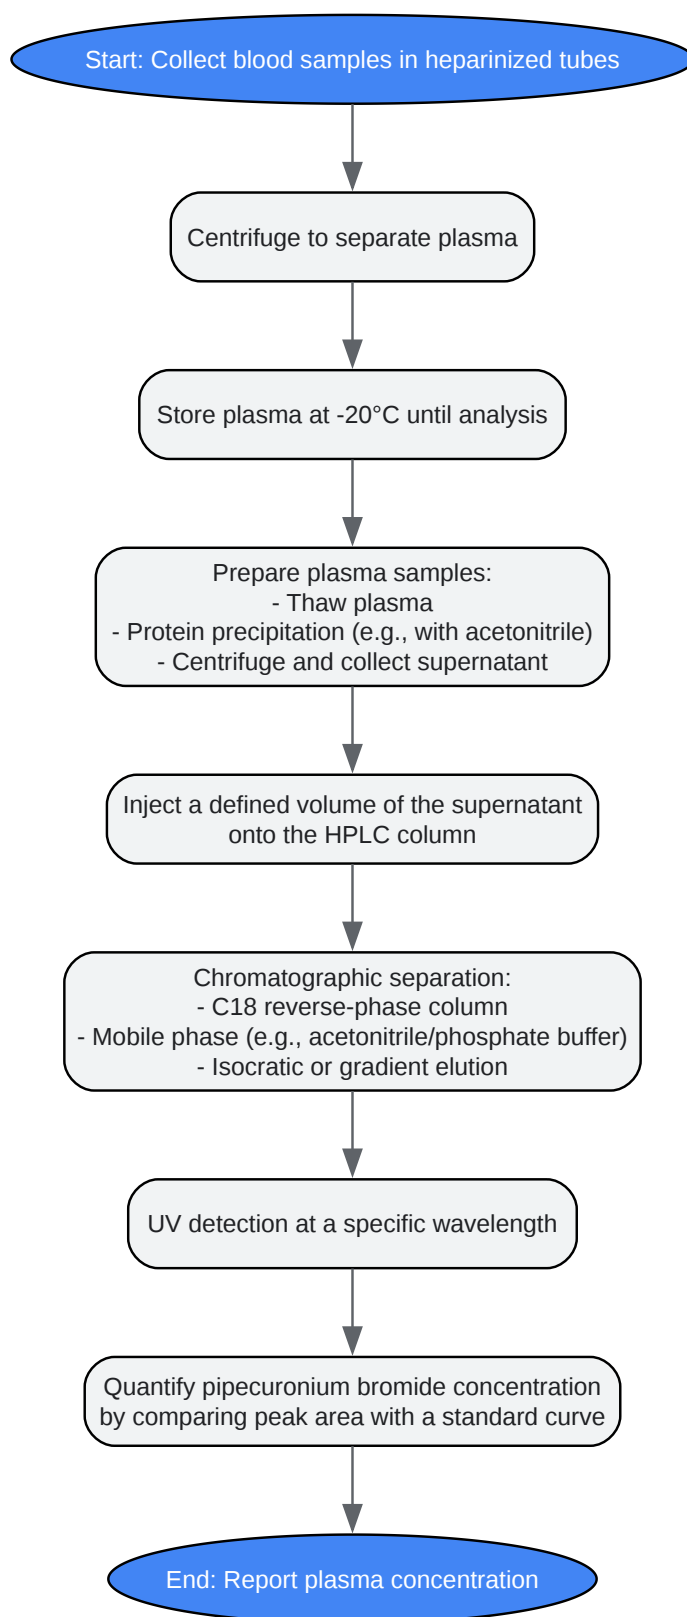 Start: Collect blood samples in heparinized tubes
Centrifuge to separate plasma
Store plasma at -20°C until analysis
Prepare plasma samples:
- Thaw plasma
- Protein precipitation (e.g., with acetonitrile)
- Centrifuge and collect supernatant
Inject a defined volume of the supernatant
onto the HPLC column
Chromatographic separation:
- C18 reverse-phase column
- Mobile phase (e.g., acetonitrile/phosphate buffer)
- Isocratic or gradient elution
UV detection at a specific wavelength
Quantify pipecuronium bromide concentration
by comparing peak area with a standard curve
End: Report plasma concentration